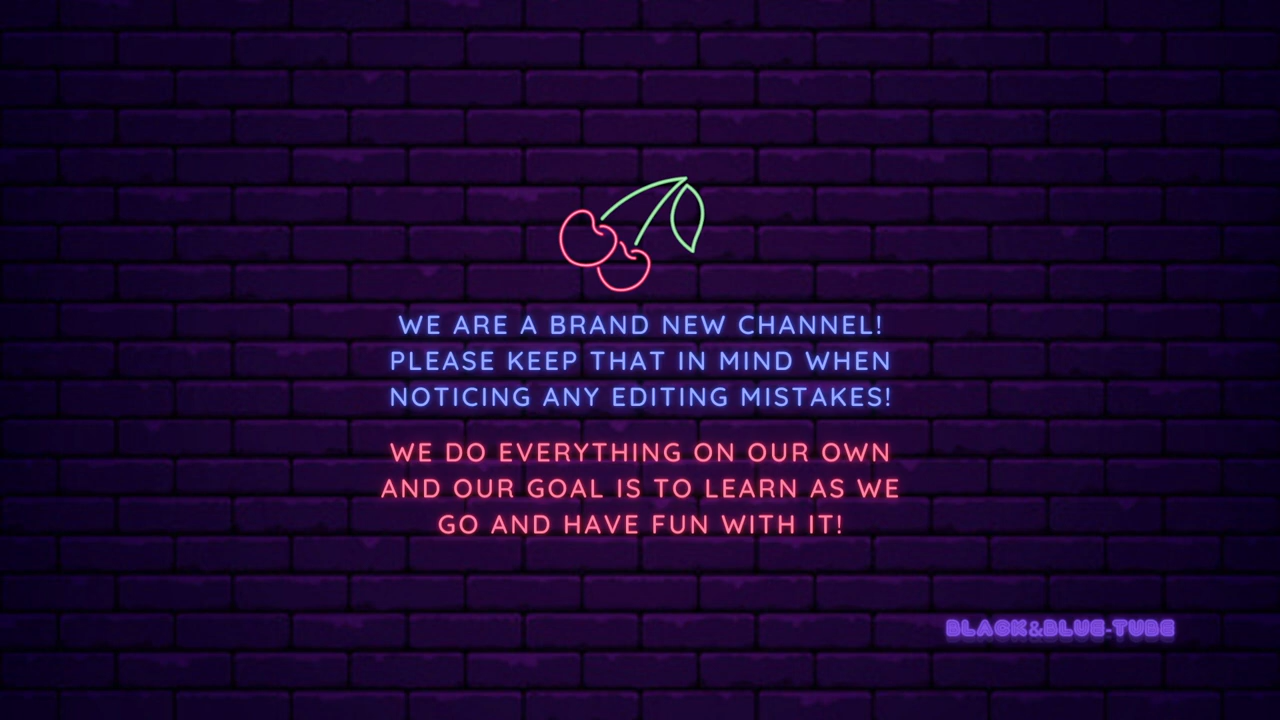 WE ARE A BRAND NEW CHANNEL!
PLEASE KEEP THAT IN MIND WHEN
NOTICING ANY EDITING MISTAKES!
WE DO EVERYTHING ON OUR OWN
AND OUR GOAL IS TO LEARN AS WE
GO AND HAVE FUN WITH IT!
BLACK&BLUE-TUBE